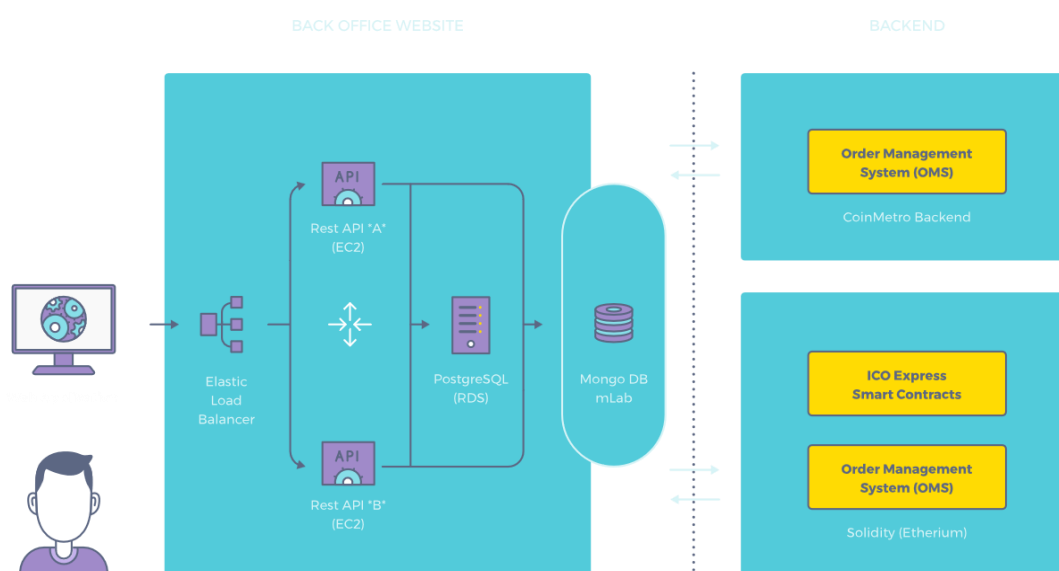 BACK OFFICE WEBSITE
BACKEND
API
Rest API "A"
(EC2)
Elastic
Load
Balancer
PostgreSQL
(RDS)
Mongo DB
mLab
API
Rest API "B"
(EC2)
Order Management
System (OMS)
CoinMetro Backend
ICO Express
Smart Contracts
Order Management
System (OMS)
Solidity (Etherium)